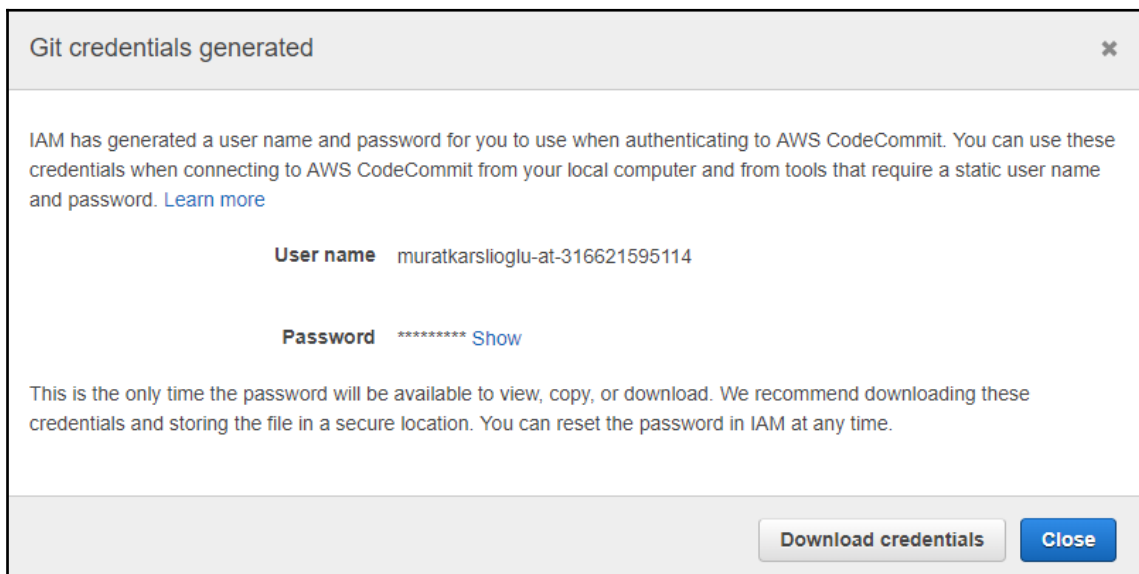 Git credentials generated
IAM has generated a user name and password for you to use when authenticating to AWS CodeCommit. You can use these
credentials when connecting to AWS CodeCommit from your local computer and from tools that require a static user name
and password. Learn more
User name muratkarslioglu-at-316621595114
Password ********* Show
This is the only time the password will be available to view, copy, or download. We recommend downloading these
credentials and storing the file in a secure location. You can reset the password in IAM at any time.
Download credentials Close